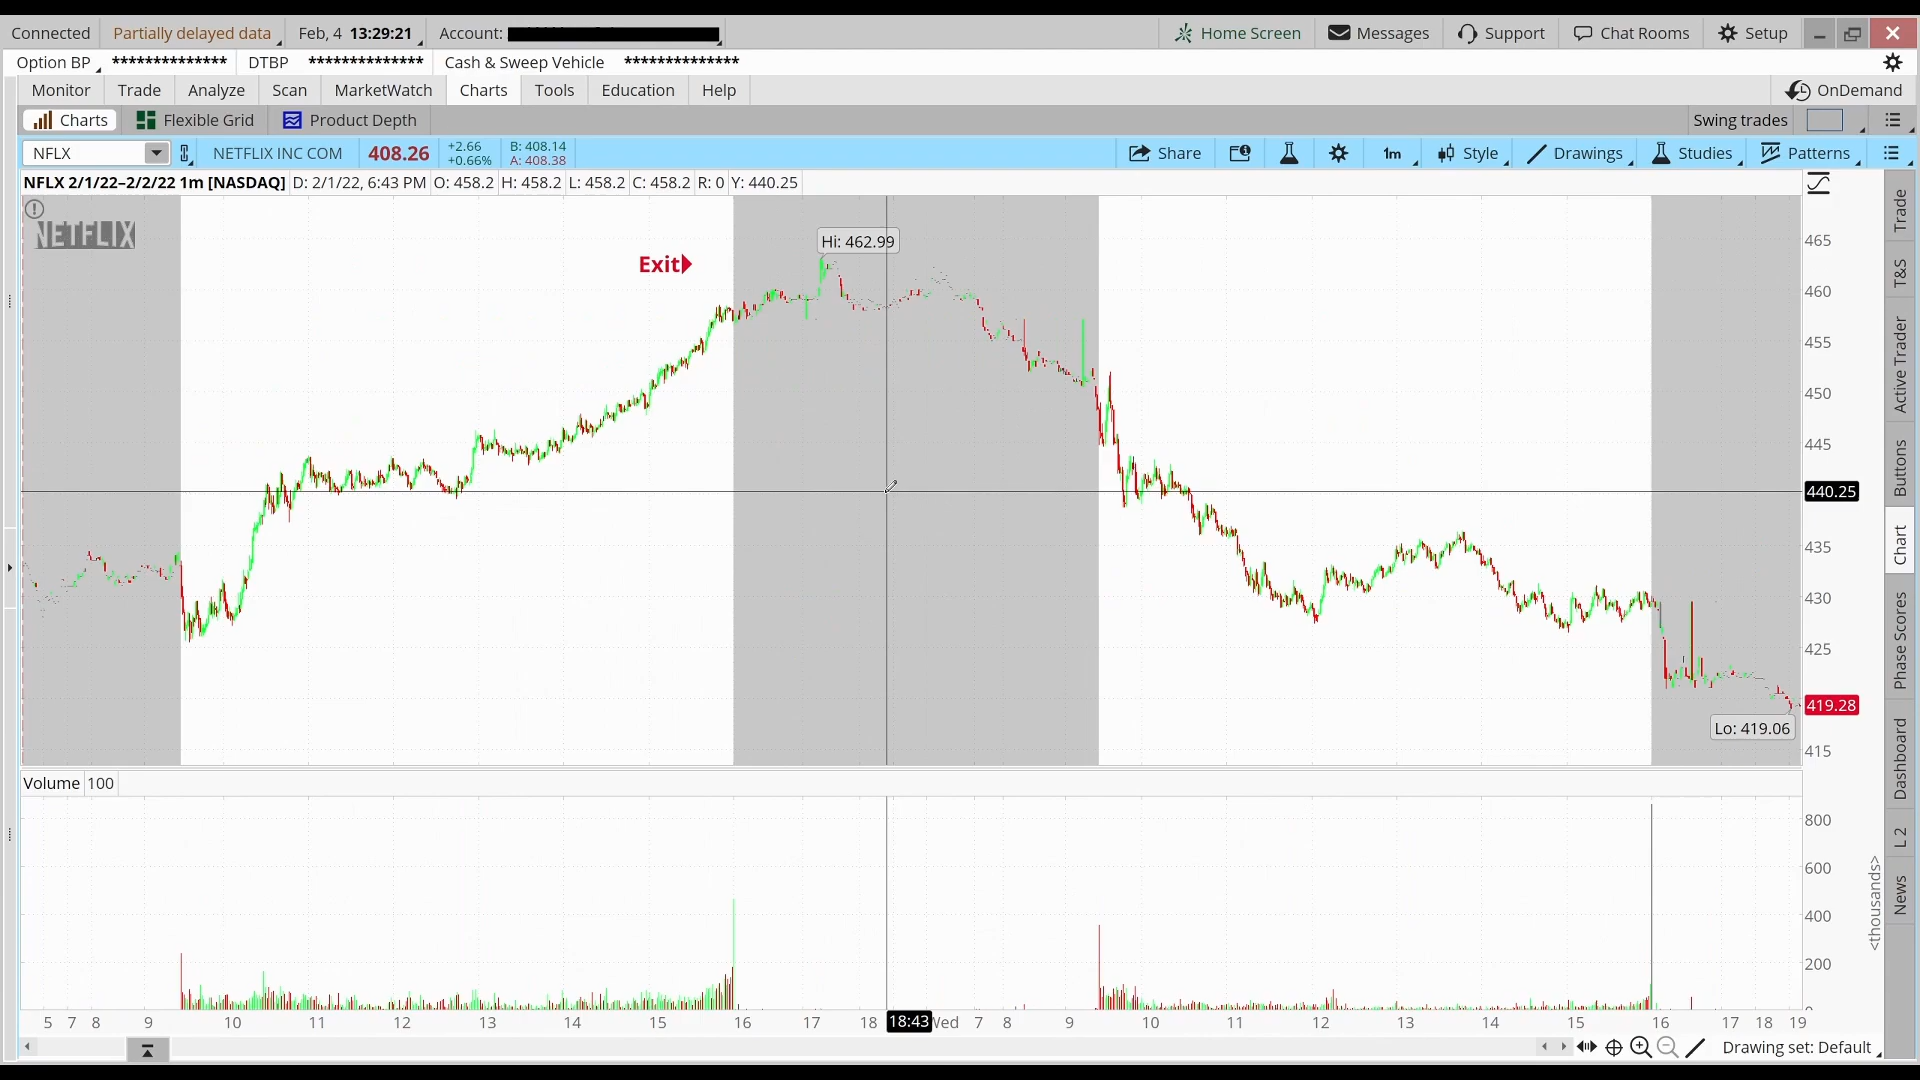 Connected Partially delayed data Feb, 4 13:29:21 Account: Home Screen Messages Support Chat Rooms Setup
Option BP ************** DTBP ************** Cash & Sweep Vehicle **************
Monitor Trade Analyze Scan MarketWatch Charts Tools Education Help OnDemand
Charts Flexible Grid Product Depth Swing trades
NFLX NETFLIX INC COM 408.26 +2.66 B: 408.14 Share 1m Style Drawings Studies Patterns
+0.66% A: 408.38
NFLX 2/1/22–2/2/22 1m [NASDAQ] D: 2/1/22, 6:43 PM O: 458.2 H: 458.2 L: 458.2 C: 458.2 R: 0 Y: 440.25
NETFLIX
Hi: 462.99
Exit
465
460
455
450
445
440.25
435
430
425
419.28
Lo: 419.06
415
Trade
T&S
Active Trader
Buttons
Chart
Phase Scores
Dashboard
L 2
News
Volume 100
800
600
400
200
<thousands>
5 7 8 9 10 11 12 13 14 15 16 17 18 18:43 Wed 7 8 9 10 11 12 13 14 15 16 17 18 19
Drawing set: Default